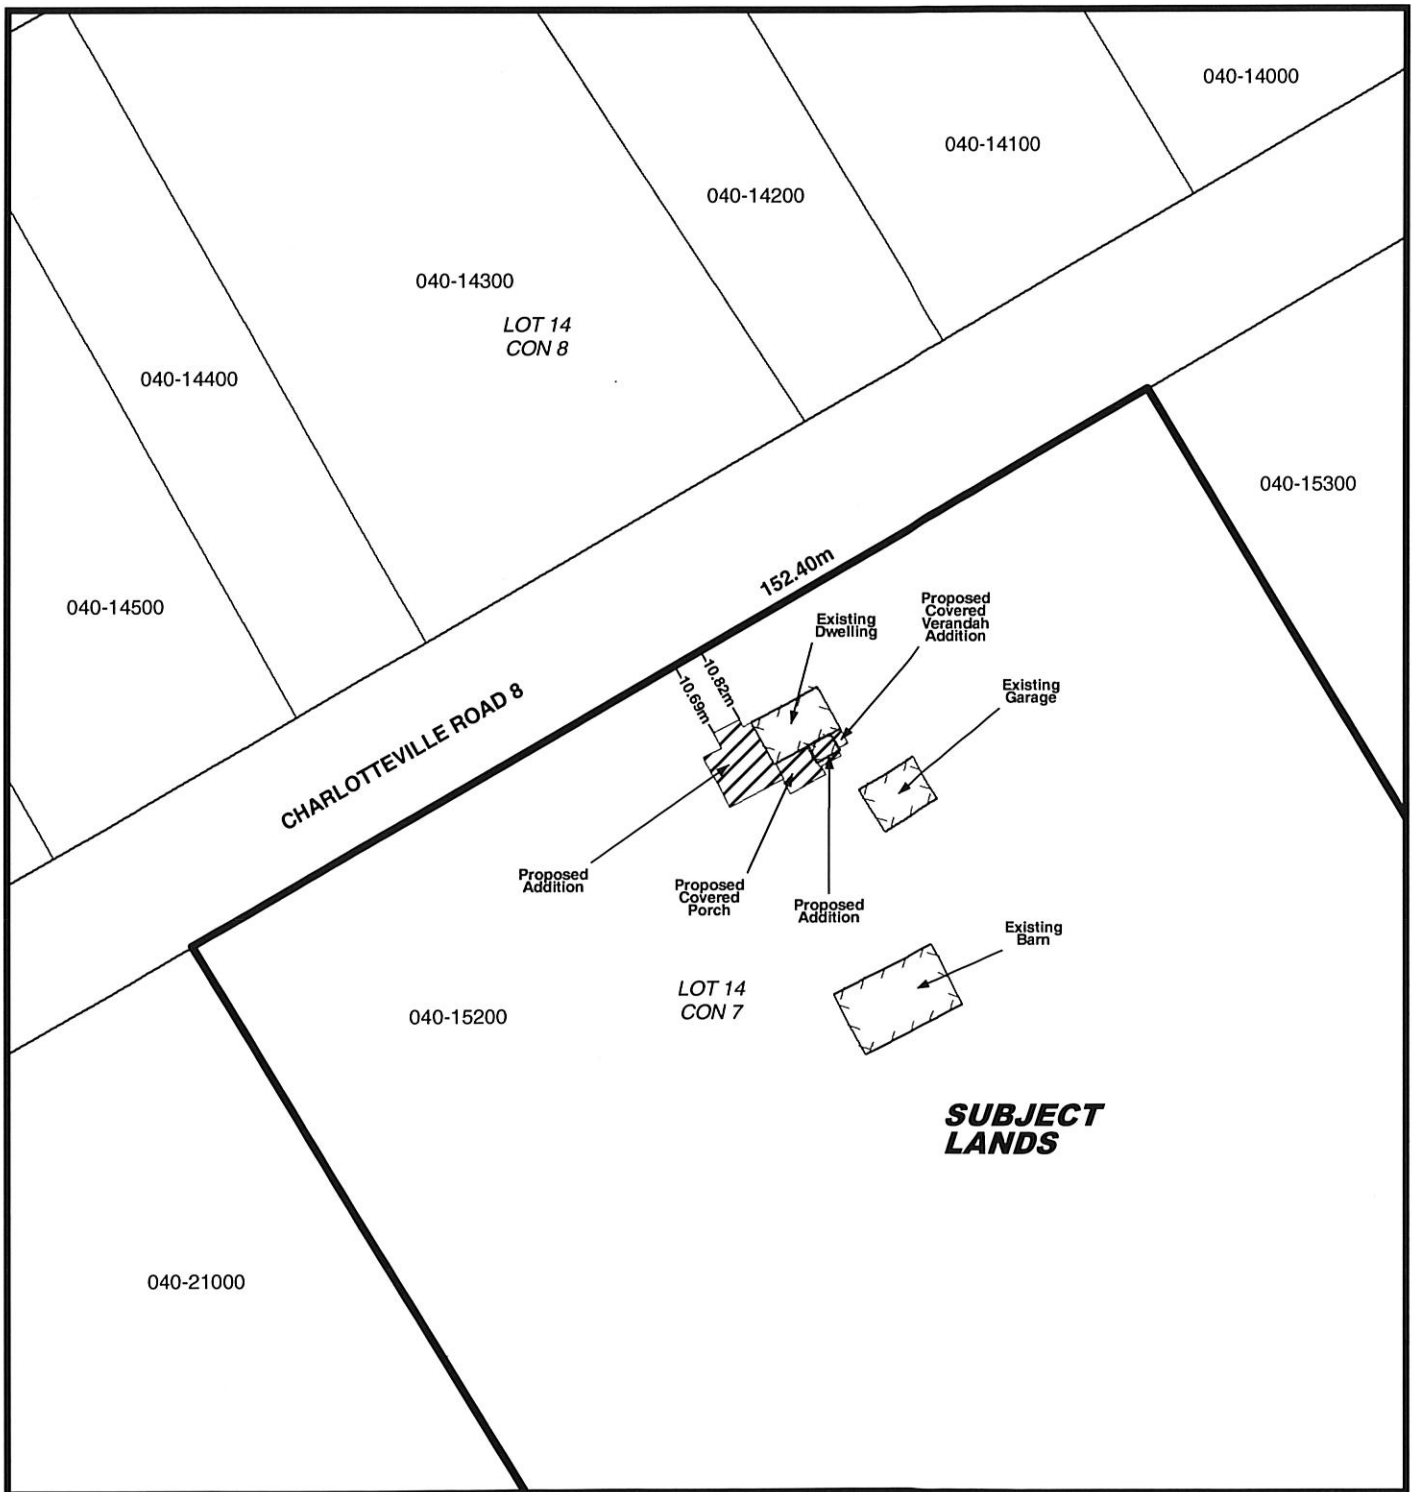 040-14000
040-14100
040-14200
040-14300
LOT 14
CON 8
040-14400
040-15300
152.40m
040-14500
Existing
Dwelling
Proposed
Covered
Verandah
Addition
10.82m
10.69m
Existing
Garage
CHARLOTTEVILLE ROAD 8
Proposed
Addition
Proposed
Covered
Porch
Proposed
Addition
Existing
Barn
LOT 14
CON 7
040-15200
SUBJECT
LANDS
040-21000